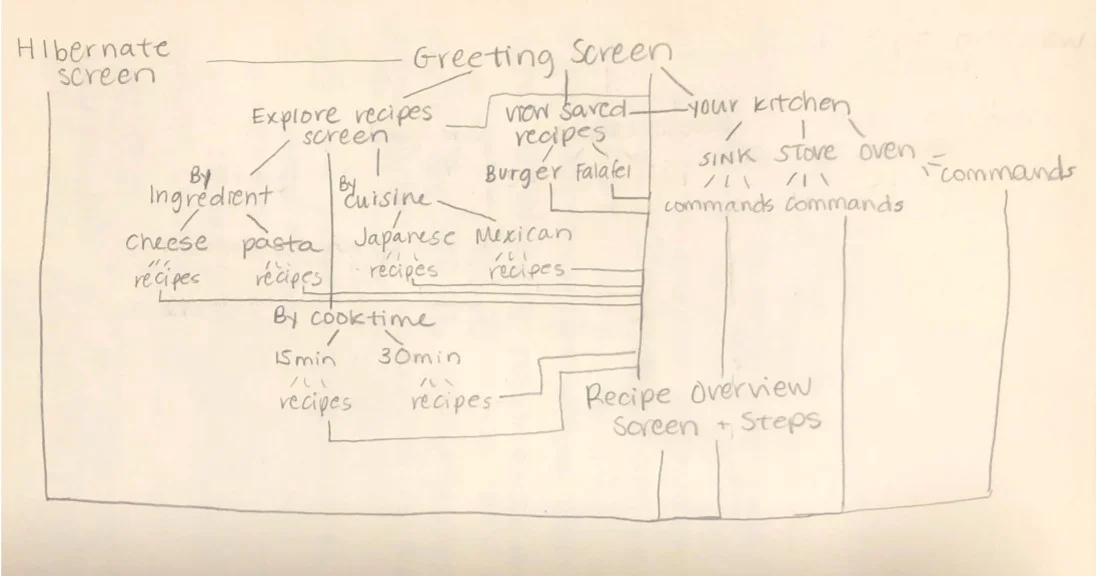 HIbernate
screen
Greeting Screen
Explore recipes
screen
view saved
recipes
your kitchen
Burger Falafel
SINK STOVE oven
commands
commands commands
By
Ingredient
By
cuisine
cheese pasta
Japanese Mexican
recipes recipes
recipes recipes
By cooktime
15min 30min
recipes recipes
Recipe Overview
Screen + Steps